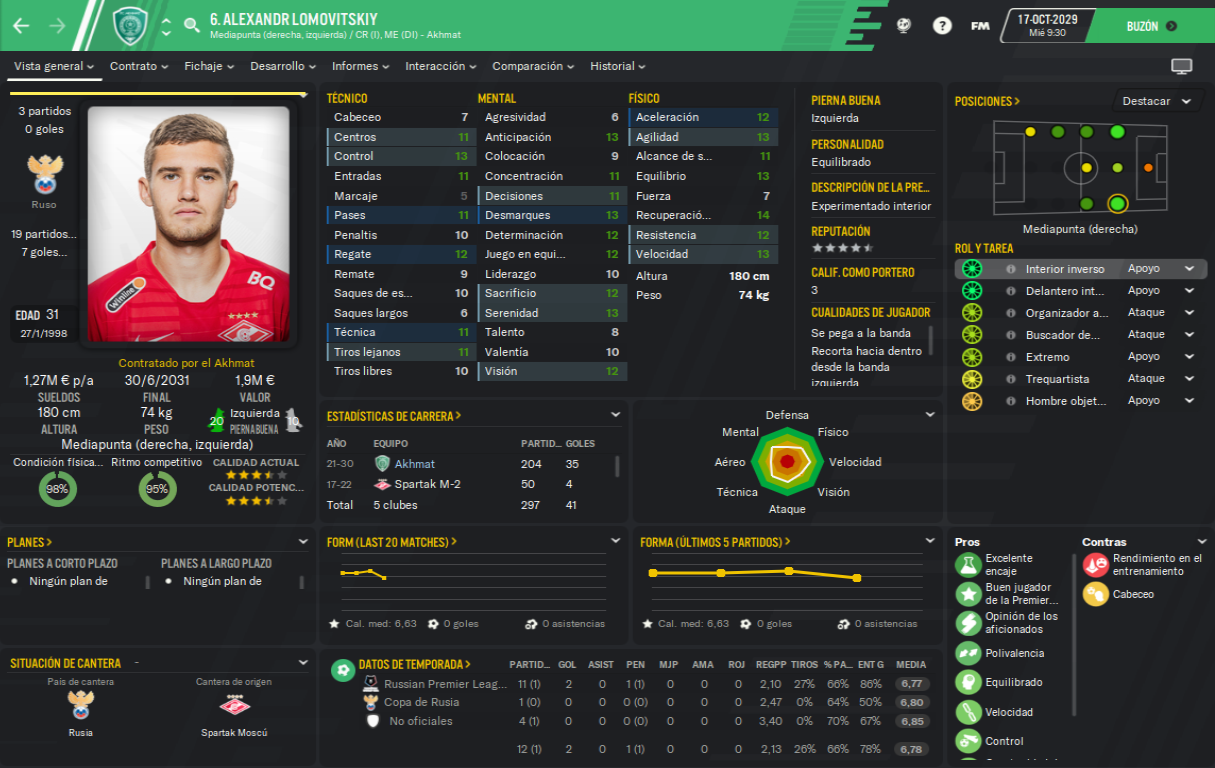 6. ALEXANDR LOMOVITSKIY
Mediapunta (derecha, izquierda) / CR (I), ME (DI) - Akhmat
?
FM
17-OCT-2029
Mié 9:30
BUZÓN
Vista general
Contrato
Fichaje
Desarrollo
Informes
Interacción
Comparación
Historial
3 partidos
0 goles
Ruso
19 partidos...
7 goles...
EDAD 31
27/1/1998
winline
BQ
Contratado por el Akhmat
1,27M € p/a 30/6/2031 1,9M €
SUELDOS FINAL VALOR
180 cm 74 kg 20 Izquierda 10
ALTURA PESO PIERNA BUENA
Mediapunta (derecha, izquierda)
Condición física... Ritmo competitivo CALIDAD ACTUAL
98% 95% CALIDAD POTENC...
TÉCNICO
Cabeceo 7
Centros 11
Control 13
Entradas 11
Marcaje 5
Pases 11
Penaltis 10
Regate 12
Remate 9
Saques de es... 10
Saques largos 6
Técnica 11
Tiros lejanos 11
Tiros libres 10
MENTAL
Agresividad 6
Anticipación 13
Colocación 9
Concentración 11
Decisiones 11
Desmarques 13
Determinación 12
Juego en equi... 12
Liderazgo 10
Sacrificio 12
Serenidad 13
Talento 8
Valentía 10
Visión 12
FÍSICO
Aceleración 12
Agilidad 13
Alcance de s... 11
Equilibrio 13
Fuerza 7
Recuperació... 14
Resistencia 12
Velocidad 13
Altura 180 cm
Peso 74 kg
PIERNA BUENA
Izquierda
PERSONALIDAD
Equilibrado
DESCRIPCIÓN DE LA PRE...
Experimentado interior
REPUTACIÓN
CALIF. COMO PORTERO
3
CUALIDADES DE JUGADOR
Se pega a la banda
Recorta hacia dentro
desde la banda
izquierda
POSICIONES >
Destacar
Mediapunta (derecha)
ROL Y TAREA
Interior inverso Apoyo
Delantero int... Apoyo
Organizador a... Ataque
Buscador de... Ataque
Extremo Apoyo
Trequartista Ataque
Hombre objet... Apoyo
ESTADÍSTICAS DE CARRERA >
AÑO EQUIPO PARTID... GOLES
21-30 Akhmat 204 35
17-22 Spartak M-2 50 4
Total 5 clubes 297 41
Defensa
Mental Físico
Aéreo Velocidad
Técnica Visión
Ataque
PLANES >
PLANES A CORTO PLAZO PLANES A LARGO PLAZO
Ningún plan de Ningún plan de
FORM (LAST 20 MATCHES) >
Cal. med: 6,63 0 goles 0 asistencias
FORMA (ÚLTIMOS 5 PARTIDOS) >
Cal. med: 6,63 0 goles 0 asistencias
Pros
Excelente
encaje
Buen jugador
de la Premier...
Opinión de los
aficionados
Polivalencia
Equilibrado
Velocidad
Control
Contras
Rendimiento en el
entrenamiento
Cabeceo
SITUACIÓN DE CANTERA -
País de cantera Cantera de origen
Rusia Spartak Moscú
DATOS DE TEMPORADA > PARTID... GOL ASIST PEN MJP AMA ROJ REGPP TIROS % PA... ENT G MEDIA
Russian Premier Leag... 11 (1) 2 0 1 (1) 0 0 0 2,10 27% 66% 86% 6,77
Copa de Rusia 1 (0) 0 0 0 (0) 0 0 0 2,47 0% 64% 50% 6,80
No oficiales 4 (1) 0 0 0 (0) 0 0 0 3,40 0% 70% 67% 6,85
12 (1) 2 0 1 (1) 0 0 0 2,13 26% 66% 78% 6,78